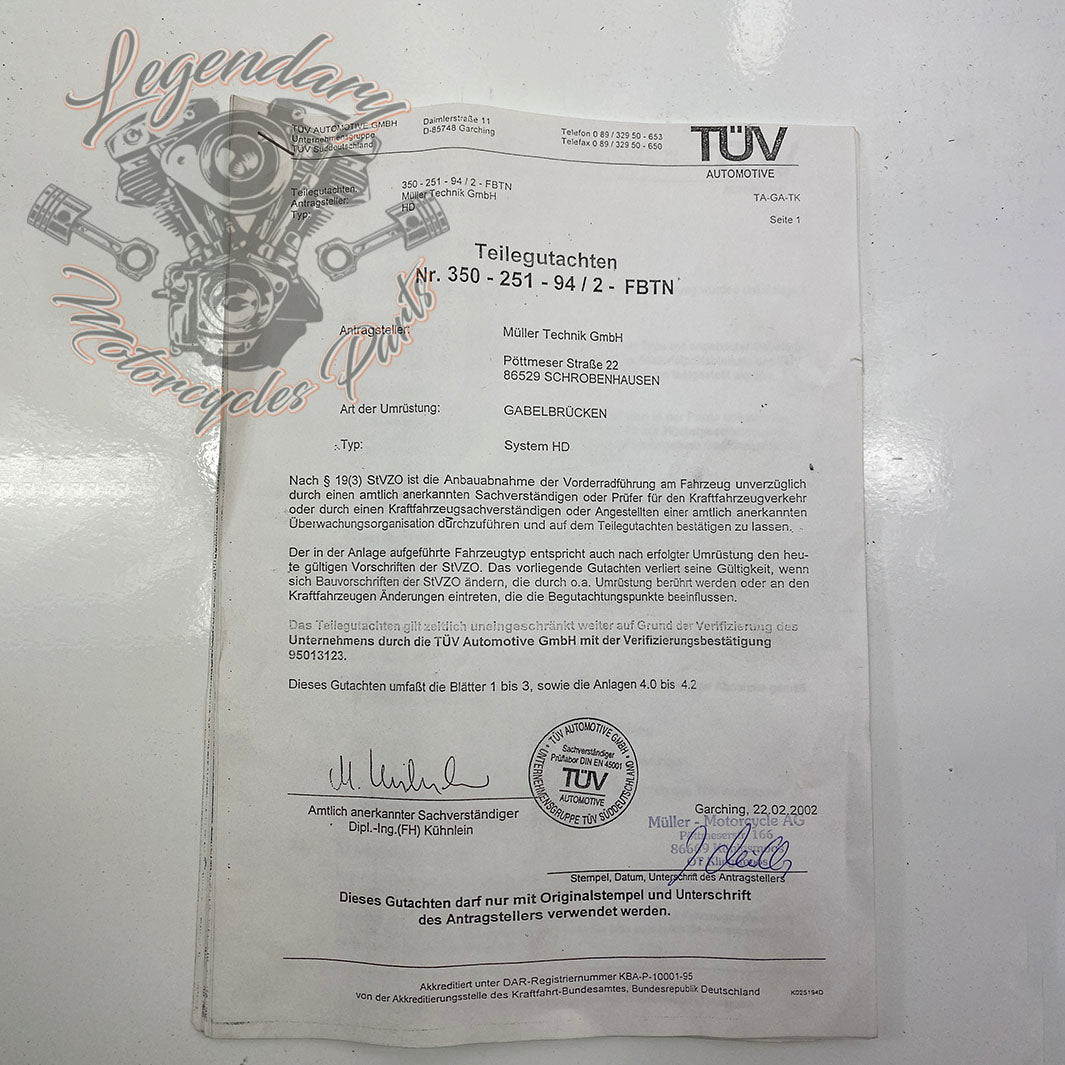 Legendary
Motorcycles Parts
TÜV AUTOMOTIVE GMBH
Unternehmensgruppe
TÜV Süddeutschland
Daimlerstraße 11
D-85748 Garching
Telefon 0 89 / 329 50 - 653
Telefax 0 89 / 329 50 - 650
TÜV
AUTOMOTIVE
Teilegutachten: 350 - 251 - 94 / 2 - FBTN
Antragsteller: Müller Technik GmbH
Typ: HD
TA-GA-TK
Seite 1
Teilegutachten
Nr. 350 - 251 - 94 / 2 - FBTN
Antragsteller: Müller Technik GmbH
Pöttmeser Straße 22
86529 SCHROBENHAUSEN
Art der Umrüstung: GABELBRÜCKEN
Typ: System HD
Nach § 19(3) StVZO ist die Anbauabnahme der Vorderradführung am Fahrzeug unverzüglich
durch einen amtlich anerkannten Sachverständigen oder Prüfer für den Kraftfahrzeugverkehr
oder durch einen Kraftfahrzeugsachverständigen oder Angestellten einer amtlich anerkannten
Überwachungsorganisation durchzuführen und auf dem Teilegutachten bestätigen zu lassen.
Der in der Anlage aufgeführte Fahrzeugtyp entspricht auch nach erfolgter Umrüstung den heu-
te gültigen Vorschriften der StVZO. Das vorliegende Gutachten verliert seine Gültigkeit, wenn
sich Bauvorschriften der StVZO ändern, die durch o.a. Umrüstung berührt werden oder an den
Kraftfahrzeugen Änderungen eintreten, die die Begutachtungspunkte beeinflussen.
Das Teilegutachten gilt zeitlich uneingeschränkt weiter auf Grund der Verifizierung des
Unternehmens durch die TÜV Automotive GmbH mit der Verifizierungsbestätigung
95013123.
Dieses Gutachten umfaßt die Blätter 1 bis 3, sowie die Anlagen 4.0 bis 4.2
TÜV AUTOMOTIVE GMBH
UNTERNEHMENSGRUPPE TÜV SÜDDEUTSCHLAND
Sachverständiger
Prüflabor DIN EN 45001
TÜV
AUTOMOTIVE
Amtlich anerkannter Sachverständiger
Dipl.-Ing.(FH) Kühnlein
Garching, 22.02.2002
Müller - Motorcycle AG
Pöttmeserstr. 166
86669
Stempel, Datum, Unterschrift des Antragstellers
Dieses Gutachten darf nur mit Originalstempel und Unterschrift
des Antragstellers verwendet werden.
Akkreditiert unter DAR-Registriernummer KBA-P-10001-95
von der Akkreditierungsstelle des Kraftfahrt-Bundesamtes, Bundesrepublik Deutschland
K025194D